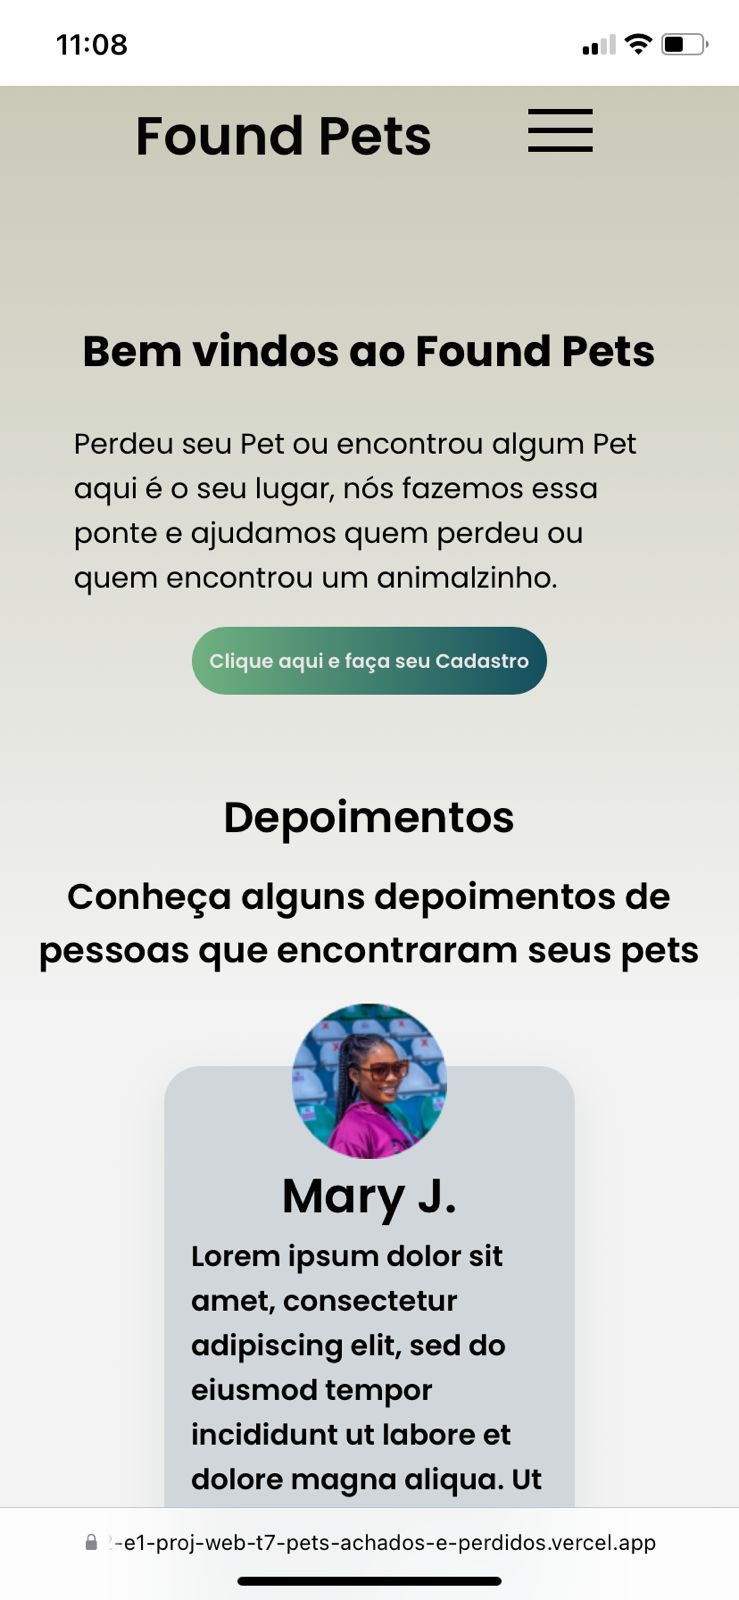 11:08
Found Pets
Bem vindos ao Found Pets
Perdeu seu Pet ou encontrou algum Pet
aqui é o seu lugar, nós fazemos essa
ponte e ajudamos quem perdeu ou
quem encontrou um animalzinho.
Clique aqui e faça seu Cadastro
Depoimentos
Conheça alguns depoimentos de
pessoas que encontraram seus pets
Mary J.
Lorem ipsum dolor sit
amet, consectetur
adipiscing elit, sed do
eiusmod tempor
incididunt ut labore et
dolore magna aliqua. Ut
-e1-proj-web-t7-pets-achados-e-perdidos.vercel.app